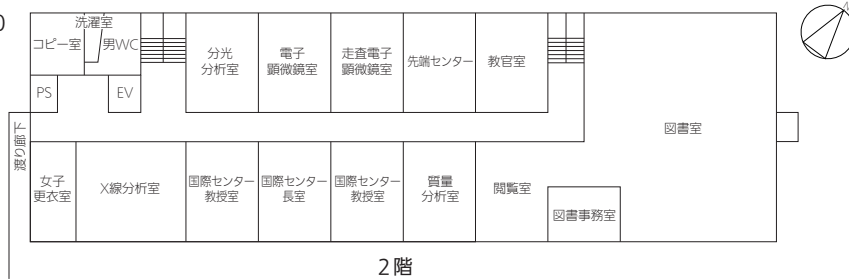 0
洗濯室
コピー室
男WC
分光
分析室
電子
顕微鏡室
走査電子
顕微鏡室
先端センター
教官室
PS
EV
図書室
渡り廊下
女子
更衣室
X線分析室
国際センター
教授室
国際センター
長室
国際センター
教授室
質量
分析室
閲覧室
図書事務室
2階